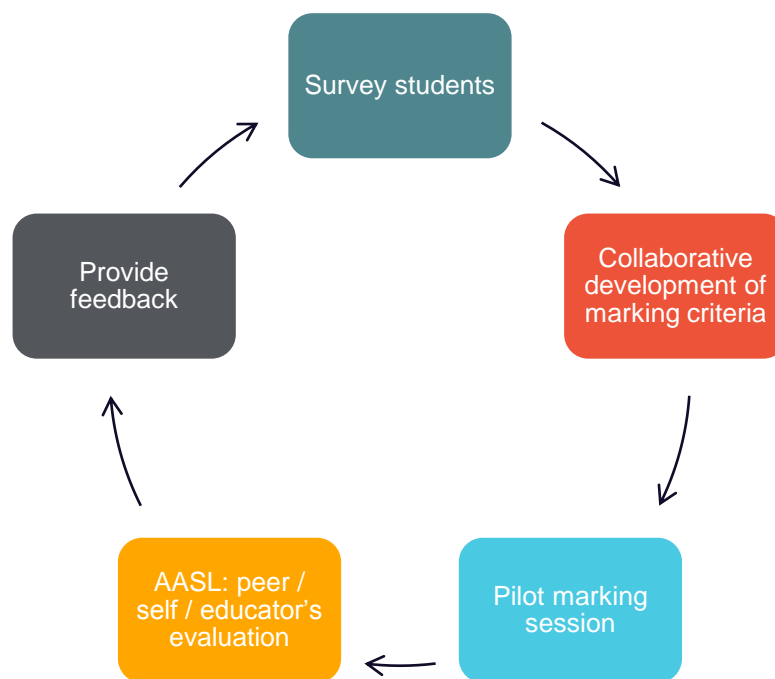 Survey students
Collaborative
development of
marking criteria
Pilot marking
session
AASL: peer /
self / educator’s
evaluation
Provide
feedback